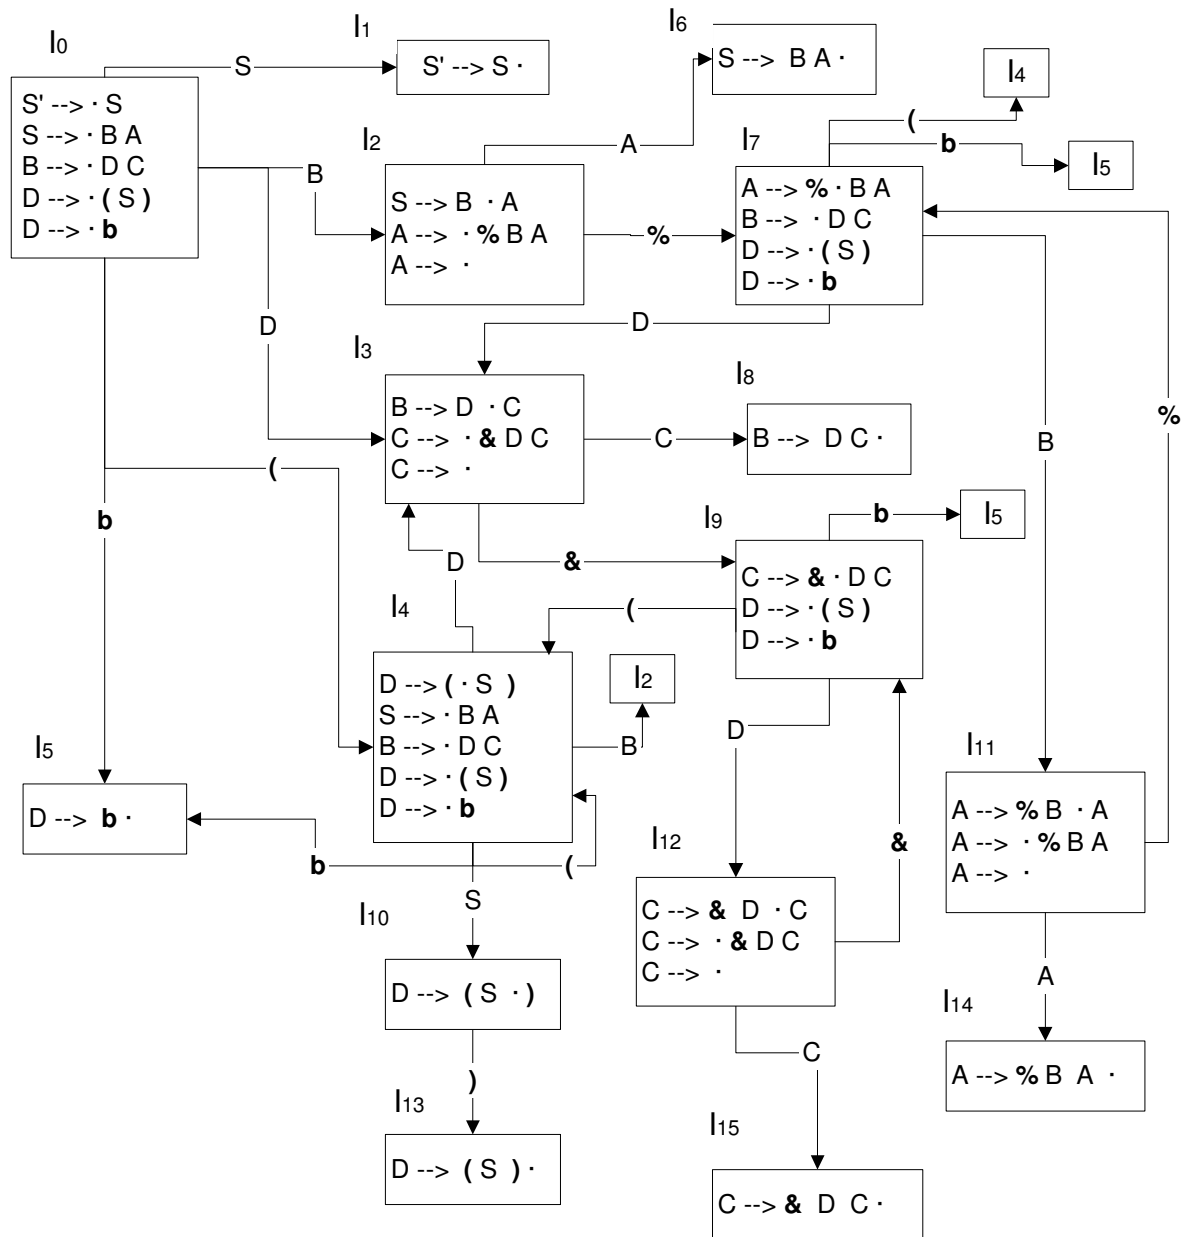 I0
S' --> · S
S --> · B A
B --> · D C
D --> · ( S )
D --> · b
S
I1
S' --> S ·
I6
S --> B A ·
I4
(
b
I5
B
I2
S --> B · A
A --> · % B A
A --> ·
A
%
I7
A --> % · B A
B --> · D C
D --> · ( S )
D --> · b
D
D
I3
B --> D · C
C --> · & D C
C --> ·
C
I8
B --> D C ·
B
%
(
b
D
&
I9
C --> & · D C
D --> · ( S )
D --> · b
b
I5
(
I4
D --> ( · S )
S --> · B A
B --> · D C
D --> · ( S )
D --> · b
B
I2
D
I5
D --> b ·
b
(
S
I10
D --> ( S · )
)
I13
D --> ( S ) ·
I12
C --> & D · C
C --> · & D C
C --> ·
&
C
I15
C --> & D C ·
I11
A --> % B · A
A --> · % B A
A --> ·
A
I14
A --> % B A ·